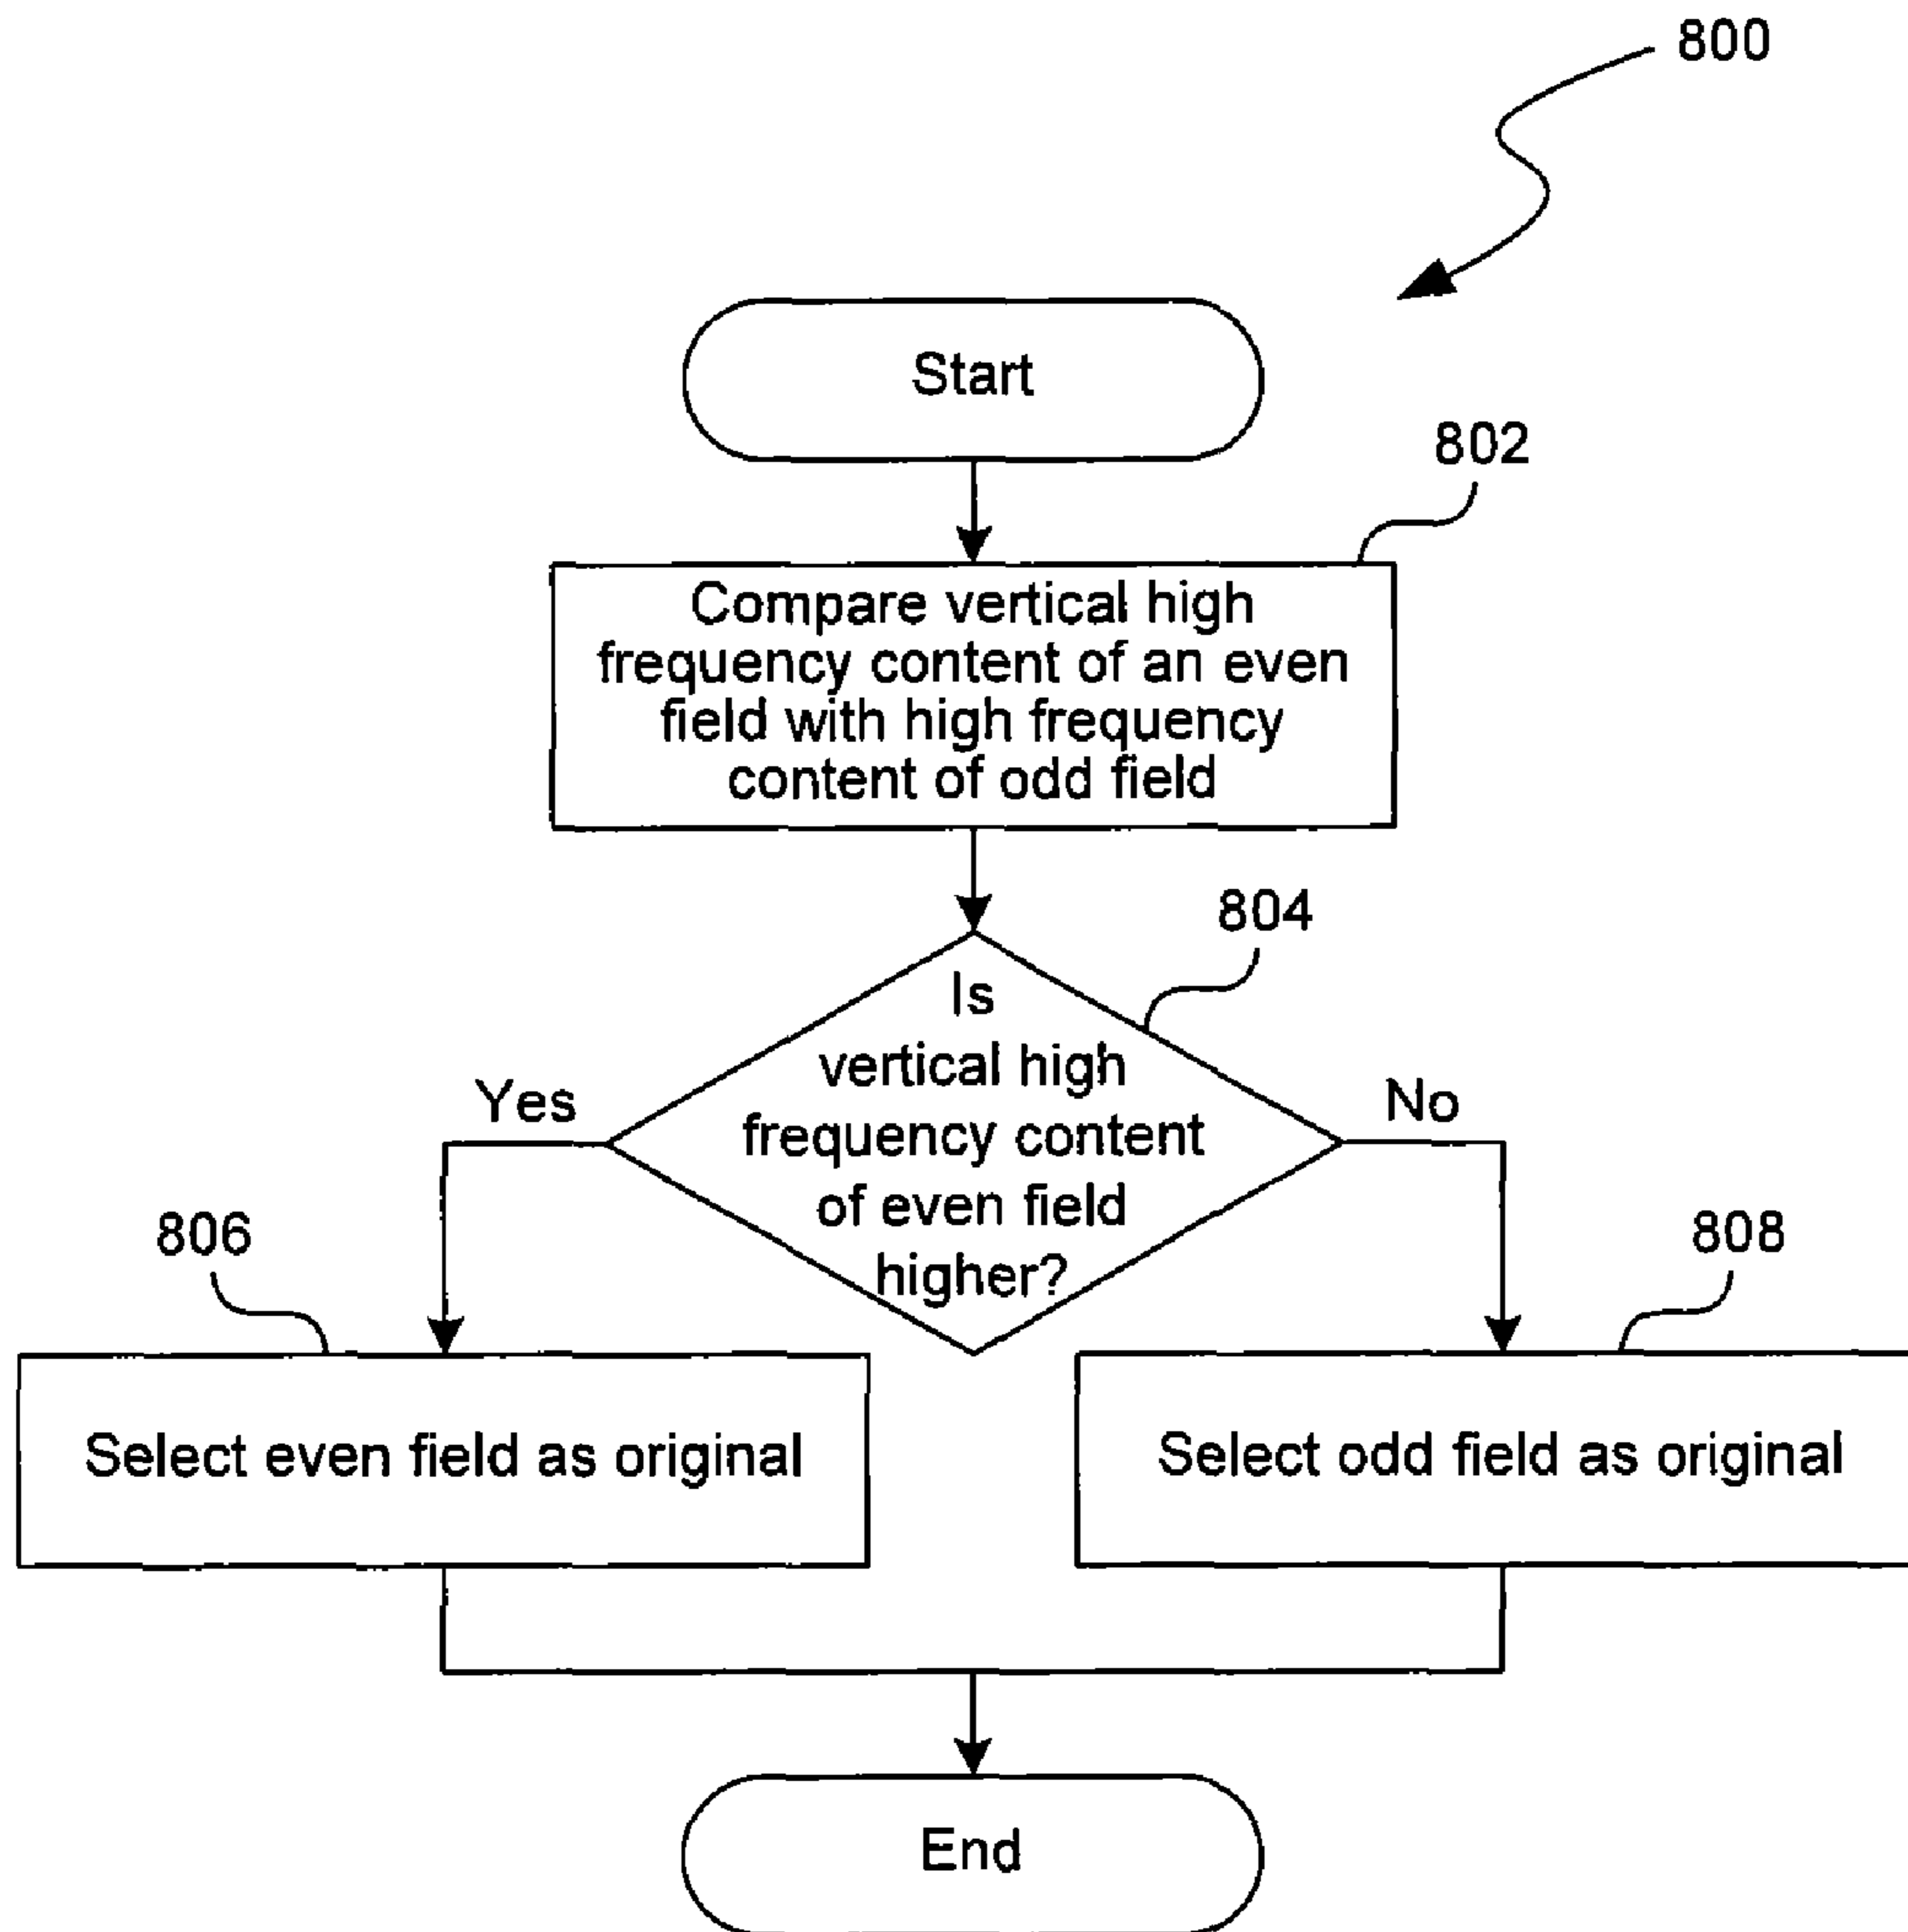 800
Start
802
Compare vertical high
frequency content of an even
field with high frequency
content of odd field
804
Is
vertical high
frequency content
of even field
higher?
Yes
No
806
808
Select even field as original
Select odd field as original
End